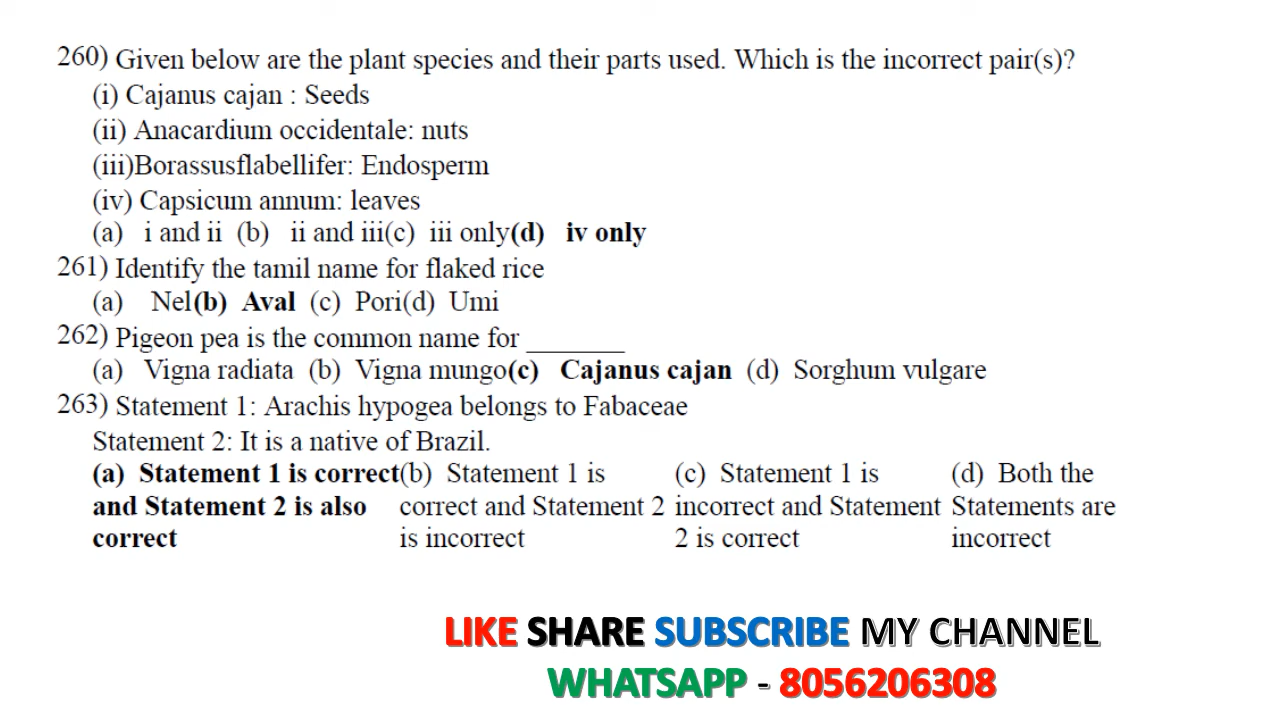 260) Given below are the plant species and their parts used. Which is the incorrect pair(s)?
(i) Cajanus cajan : Seeds
(ii) Anacardium occidentale: nuts
(iii)Borassusflabellifer: Endosperm
(iv) Capsicum annum: leaves
(a) i and ii (b) ii and iii(c) iii only(d) iv only
261) Identify the tamil name for flaked rice
(a) Nel(b) Aval (c) Pori(d) Umi
262) Pigeon pea is the common name for _______
(a) Vigna radiata (b) Vigna mungo(c) Cajanus cajan (d) Sorghum vulgare
263) Statement 1: Arachis hypogea belongs to Fabaceae
Statement 2: It is a native of Brazil.
(a) Statement 1 is correct(b) Statement 1 is (c) Statement 1 is (d) Both the
and Statement 2 is also correct and Statement 2 incorrect and Statement Statements are
correct is incorrect 2 is correct incorrect
LIKE SHARE SUBSCRIBE MY CHANNEL
WHATSAPP - 8056206308